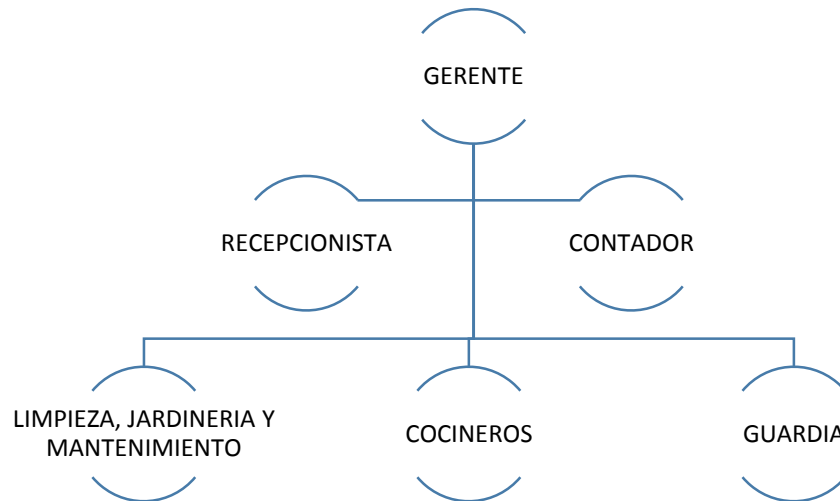 GERENTE
RECEPCIONISTA
CONTADOR
LIMPIEZA, JARDINERIA Y
MANTENIMIENTO
COCINEROS
GUARDIA